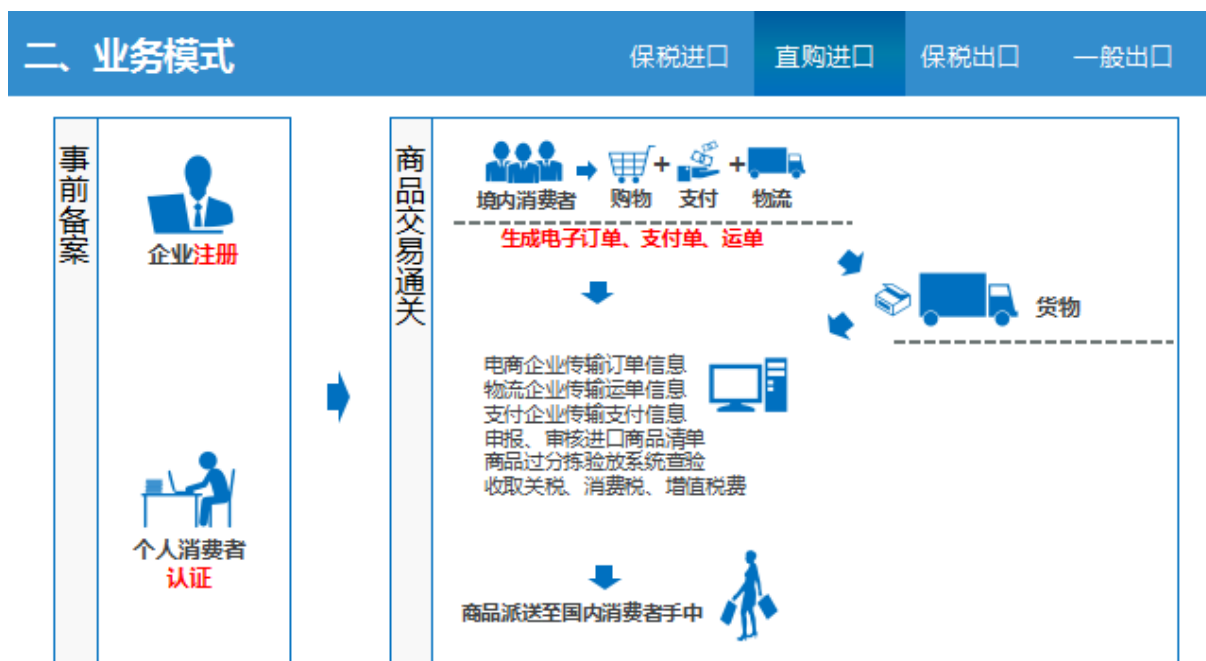 二、业务模式
保税进口
直购进口
保税出口
一般出口
事前备案
企业注册
个人消费者
认证
商品交易通关
+
+
境内消费者
购物
支付
物流
生成电子订单、支付单、运单
货物
电商企业传输订单信息
物流企业传输运单信息
支付企业传输支付信息
申报、审核进口商品清单
商品过分拣验放系统查验
收取关税、消费税、增值税费
商品派送至国内消费者手中